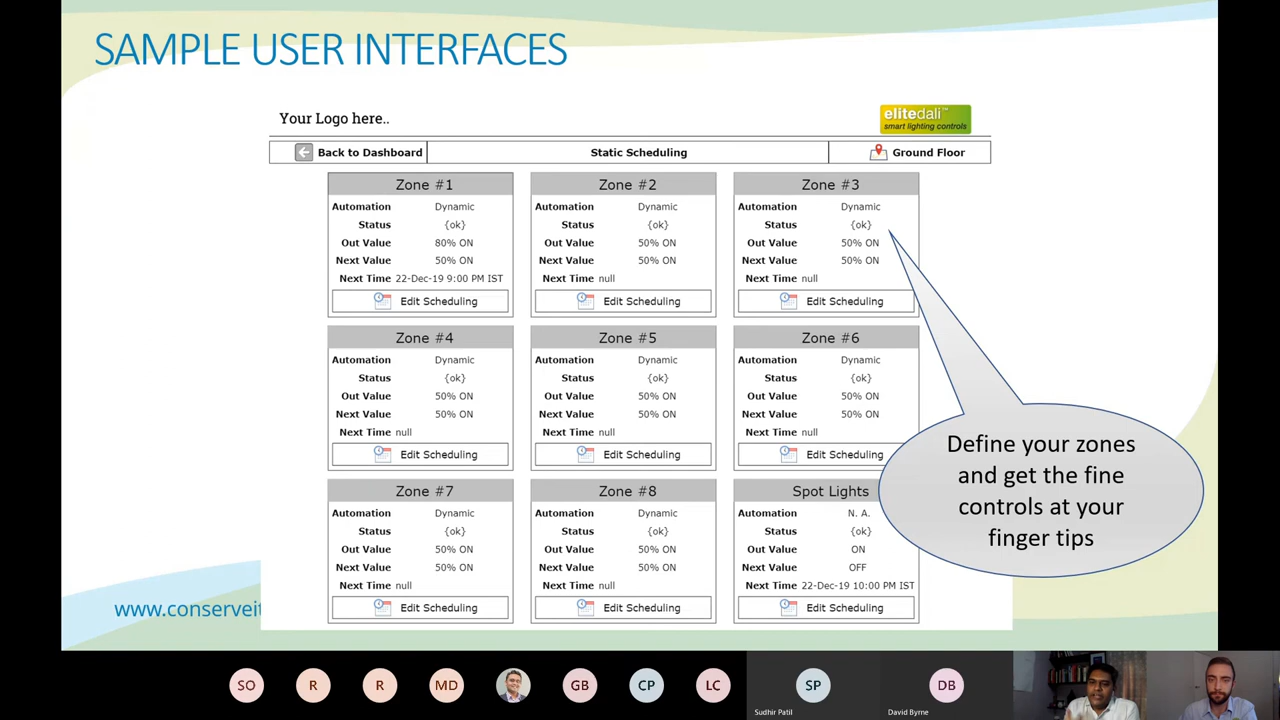 SAMPLE USER INTERFACES
Your Logo here..
elitedali™
smart lighting controls
Back to Dashboard
Static Scheduling
Ground Floor
Zone #1
Automation Dynamic
Status {ok}
Out Value 80% ON
Next Value 50% ON
Next Time 22-Dec-19 9:00 PM IST
Edit Scheduling
Zone #2
Automation Dynamic
Status {ok}
Out Value 50% ON
Next Value 50% ON
Next Time null
Edit Scheduling
Zone #3
Automation Dynamic
Status {ok}
Out Value 50% ON
Next Value 50% ON
Next Time null
Edit Scheduling
Zone #4
Automation Dynamic
Status {ok}
Out Value 50% ON
Next Value 50% ON
Next Time null
Edit Scheduling
Zone #5
Automation Dynamic
Status {ok}
Out Value 50% ON
Next Value 50% ON
Next Time null
Edit Scheduling
Zone #6
Automation Dynamic
Status {ok}
Out Value 50% ON
Next Value 50% ON
Next Time null
Edit Scheduling
Zone #7
Automation Dynamic
Status {ok}
Out Value 50% ON
Next Value 50% ON
Next Time null
Edit Scheduling
Zone #8
Automation Dynamic
Status {ok}
Out Value 50% ON
Next Value 50% ON
Next Time null
Edit Scheduling
Spot Lights
Automation N. A.
Status {ok}
Out Value ON
Next Value OFF
Next Time 22-Dec-19 10:00 PM IST
Edit Scheduling
Define your zones
and get the fine
controls at your
finger tips
www.conserveit
SO
R
R
MD
GB
CP
LC
SP
Sudhir Patil
DB
David Byrne